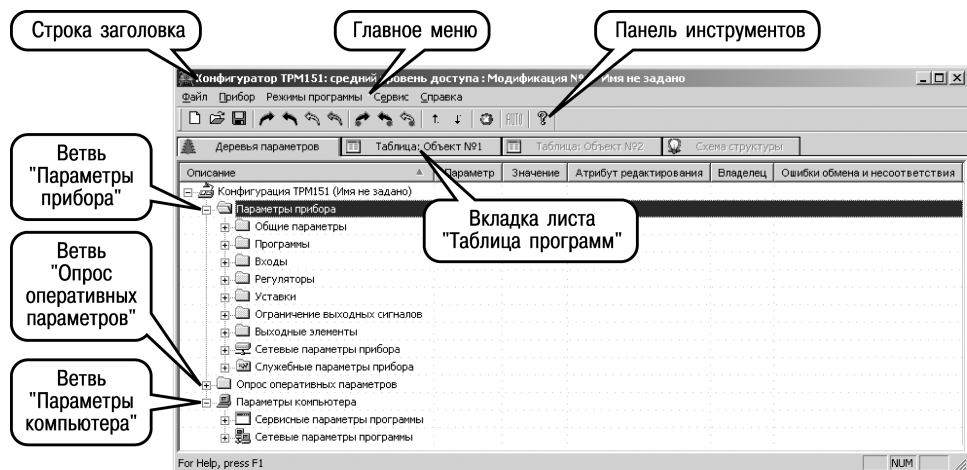 Строка заголовка
Главное меню
Панель инструментов
Конфигуратор ТРМ151: средний уровень доступа : Модификация Имя не задано
Файл Прибор Режимы программы Сервис Справка
AUTO
Деревья параметров Таблица: Объект №1 Таблица: Объект №2 Схема структуры
Описание Параметр Значение Атрибут редактирования Владелец Ошибки обмена и несоответствия
Конфигурация ТРМ151 (Имя не задано)
Параметры прибора
Общие параметры
Программы
Входы
Регуляторы
Уставки
Ограничение выходных сигналов
Выходные элементы
Сетевые параметры прибора
Служебные параметры прибора
Опрос оперативных параметров
Параметры компьютера
Сервисные параметры программы
Сетевые параметры программы
For Help, press F1
NUM
Ветвь
"Параметры
прибора"
Ветвь
"Опрос
оперативных
параметров"
Ветвь
"Параметры
компьютера"
Вкладка листа
"Таблица программ"